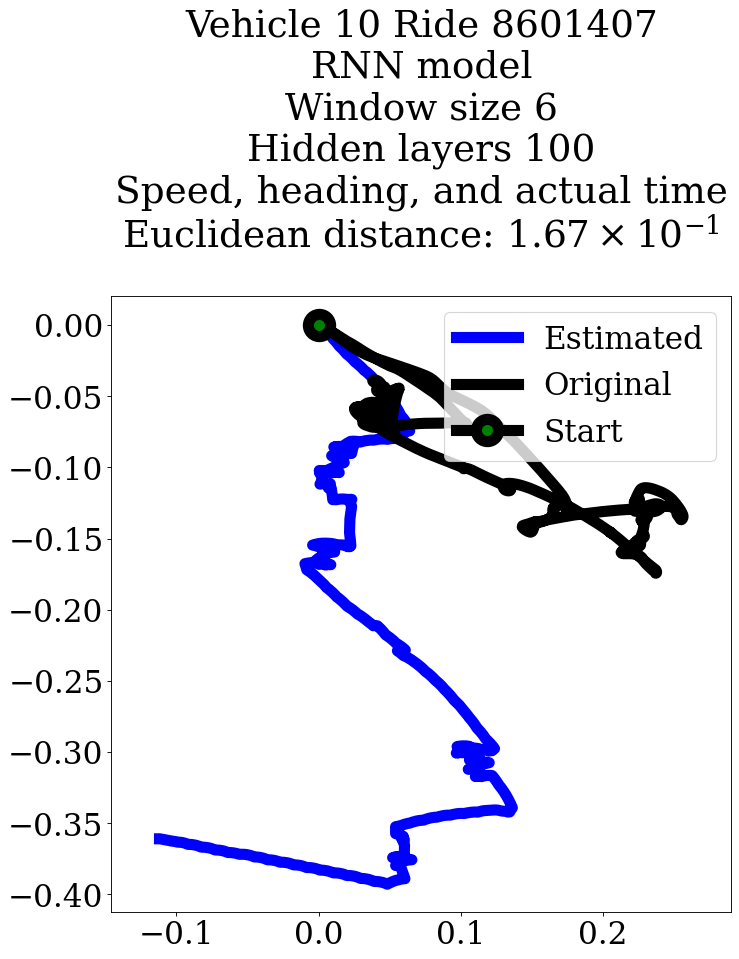 Vehicle 10 Ride 8601407
RNN model
Window size 6
Hidden layers 100
Speed, heading, and actual time
Euclidean distance: 1.67 × 10⁻¹
Estimated
Original
Start
0.00
−0.05
−0.10
−0.15
−0.20
−0.25
−0.30
−0.35
−0.40
−0.1 0.0 0.1 0.2